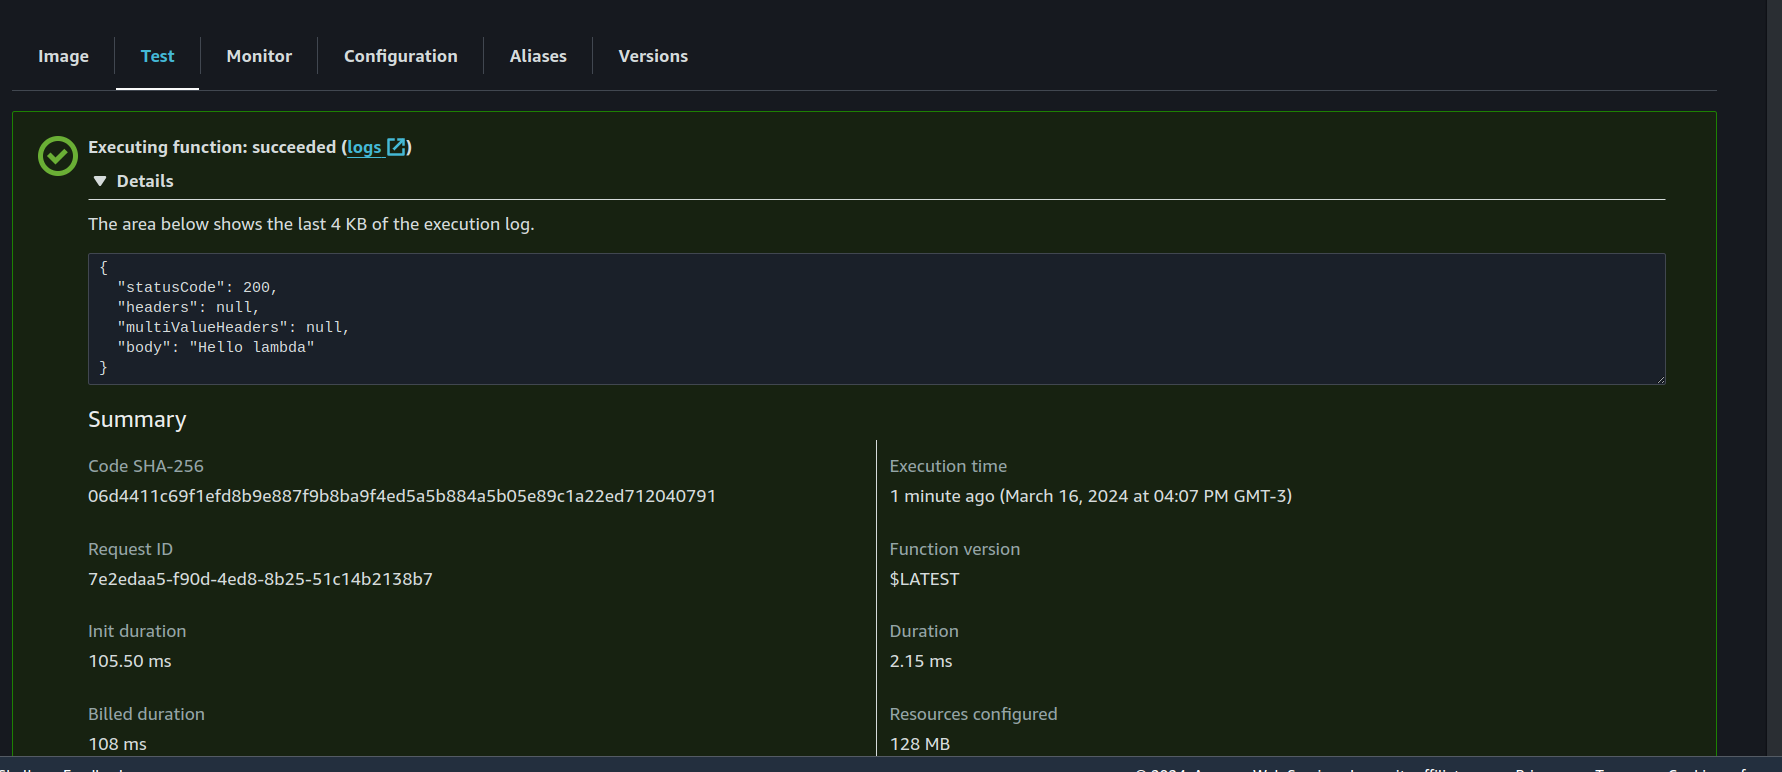 Image Test Monitor Configuration Aliases Versions
Executing function: succeeded (logs)
Details
The area below shows the last 4 KB of the execution log.
{
"statusCode": 200,
"headers": null,
"multiValueHeaders": null,
"body": "Hello lambda"
}
Summary
Code SHA-256
06d4411c69f1efd8b9e887f9b8ba9f4ed5a5b884a5b05e89c1a22ed712040791
Execution time
1 minute ago (March 16, 2024 at 04:07 PM GMT-3)
Request ID
7e2edaa5-f90d-4ed8-8b25-51c14b2138b7
Function version
$LATEST
Init duration
105.50 ms
Duration
2.15 ms
Billed duration
108 ms
Resources configured
128 MB